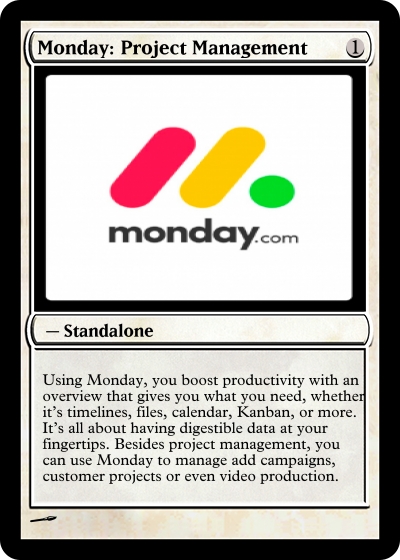 Monday: Project Management 1
monday.com
— Standalone
Using Monday, you boost productivity with an
overview that gives you what you need, whether
it's timelines, files, calendar, Kanban, or more.
It's all about having digestible data at your
fingertips. Besides project management, you
can use Monday to manage add campaigns,
customer projects or even video production.